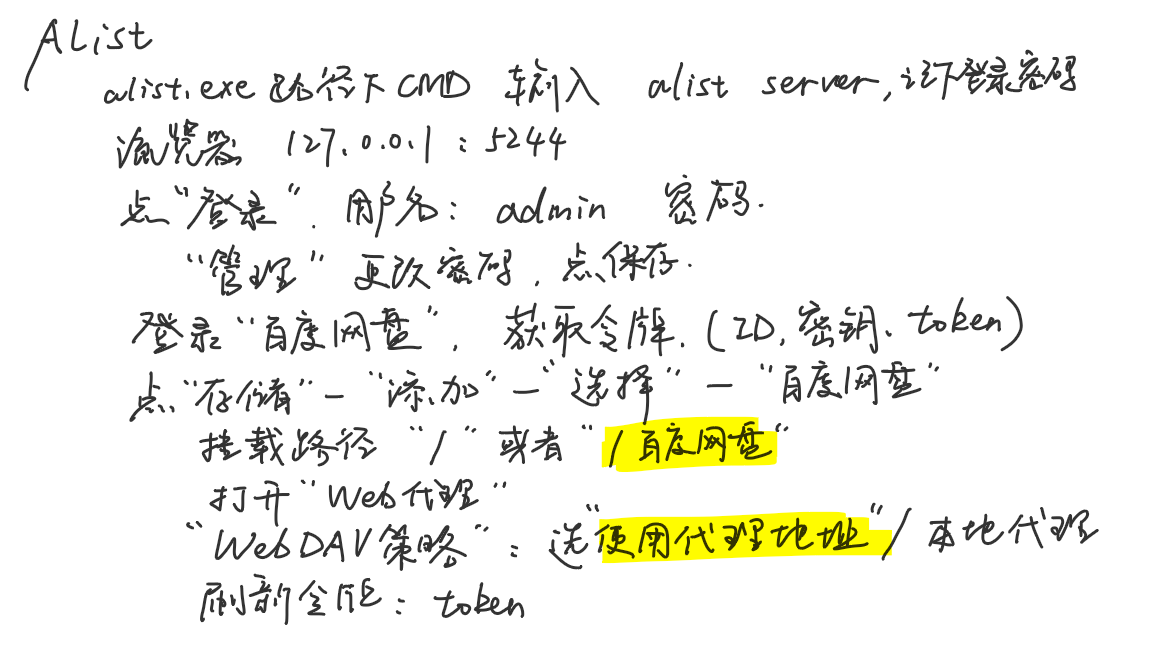 AList
alist.exe 路径下 CMD 输入 alist server,记下登录密码
浏览器 127.0.0.1:5244
点"登录". 用户名: admin 密码.
"管理" 更改密码, 点保存.
登录"百度网盘", 获取令牌.(ID、密钥、token)
点"存储"—"添加"—"选择"—"百度网盘"
挂载路径 "/" 或者"/百度网盘"
打开"Web代理"
"WebDAV策略": 选"使用代理地址"/本地代理
刷新令牌: token